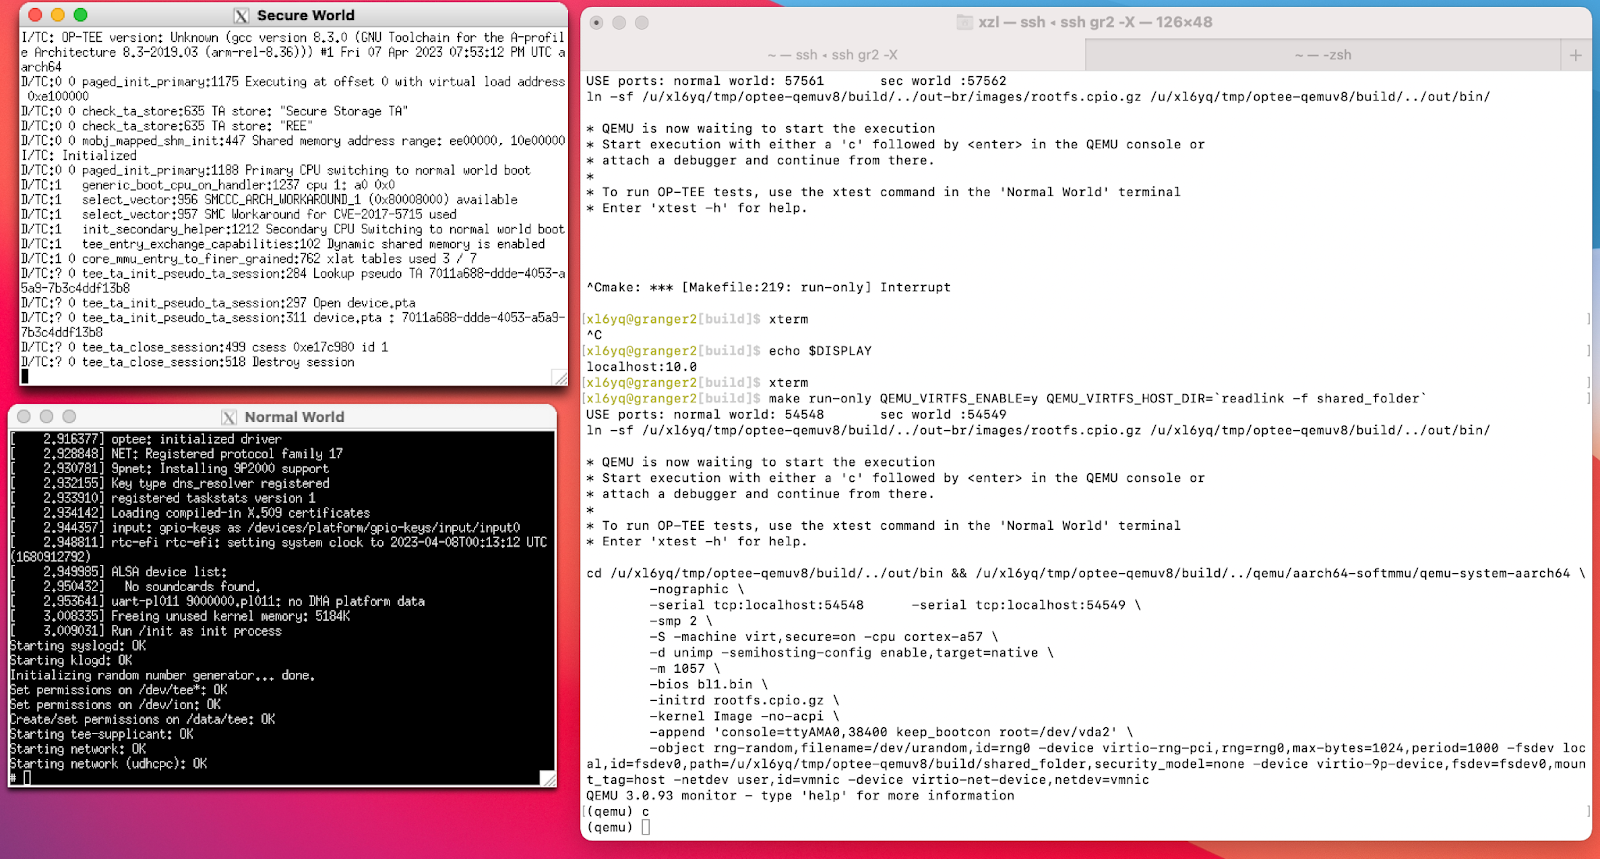 Secure World
I/TC: OP-TEE version: Unknown (gcc version 8.3.0 (GNU Toolchain for the A-profil
e Architecture 8.3-2019.03 (arm-rel-8.36))) #1 Fri 07 Apr 2023 07:53:12 PM UTC a
arch64
D/TC:0 0 paged_init_primary:1175 Executing at offset 0 with virtual load address
 0xe100000
D/TC:0 0 check_ta_store:635 TA store: "Secure Storage TA"
D/TC:0 0 check_ta_store:635 TA store: "REE"
D/TC:0 0 mobj_mapped_shm_init:447 Shared memory address range: ee00000, 10e00000
I/TC: Initialized
D/TC:0 0 paged_init_primary:1188 Primary CPU switching to normal world boot
D/TC:1   generic_boot_cpu_on_handler:1237 cpu 1: a0 0x0
D/TC:1   select_vector:956 SMCCC_ARCH_WORKAROUND_1 (0x80008000) available
D/TC:1   select_vector:957 SMC Workaround for CVE-2017-5715 used
D/TC:1   init_secondary_helper:1212 Secondary CPU Switching to normal world boot
D/TC:1   tee_entry_exchange_capabilities:102 Dynamic shared memory is enabled
D/TC:1 0 core_mmu_entry_to_finer_grained:762 xlat tables used 3 / 7
D/TC:? 0 tee_ta_init_pseudo_ta_session:284 Lookup pseudo TA 7011a688-ddde-4053-a
5a9-7b3c4ddf13b8
D/TC:? 0 tee_ta_init_pseudo_ta_session:297 Open device.pta
D/TC:? 0 tee_ta_init_pseudo_ta_session:311 device.pta : 7011a688-ddde-4053-a5a9-
7b3c4ddf13b8
D/TC:? 0 tee_ta_close_session:499 csess 0xe17c980 id 1
D/TC:? 0 tee_ta_close_session:518 Destroy session
Normal World
[    2.916377] optee: initialized driver
[    2.928848] NET: Registered protocol family 17
[    2.930781] 9pnet: Installing 9P2000 support
[    2.932155] Key type dns_resolver registered
[    2.933910] registered taskstats version 1
[    2.934142] Loading compiled-in X.509 certificates
[    2.944357] input: gpio-keys as /devices/platform/gpio-keys/input/input0
[    2.948811] rtc-efi rtc-efi: setting system clock to 2023-04-08T00:13:12 UTC
(1680912792)
[    2.949985] ALSA device list:
[    2.950432]   No soundcards found.
[    2.953641] uart-pl011 9000000.pl011: no DMA platform data
[    3.008335] Freeing unused kernel memory: 5184K
[    3.009031] Run /init as init process
Starting syslogd: OK
Starting klogd: OK
Initializing random number generator... done.
Set permissions on /dev/tee*: OK
Set permissions on /dev/ion: OK
Create/set permissions on /data/tee: OK
Starting tee-supplicant: OK
Starting network: OK
Starting network (udhcpc): OK
#
xzl — ssh ◂ ssh gr2 -X — 126×48
~ — ssh ◂ ssh gr2 -X
~ — -zsh
+
USE ports: normal world: 57561       sec world :57562
ln -sf /u/xl6yq/tmp/optee-qemuv8/build/../out-br/images/rootfs.cpio.gz /u/xl6yq/tmp/optee-qemuv8/build/../out/bin/
* QEMU is now waiting to start the execution
* Start execution with either a 'c' followed by <enter> in the QEMU console or
* attach a debugger and continue from there.
*
* To run OP-TEE tests, use the xtest command in the 'Normal World' terminal
* Enter 'xtest -h' for help.
^Cmake: *** [Makefile:219: run-only] Interrupt
[xl6yq@granger2[build]$ xterm ]
^C
[xl6yq@granger2[build]$ echo $DISPLAY ]
localhost:10.0
[xl6yq@granger2[build]$ xterm ]
[xl6yq@granger2[build]$ make run-only QEMU_VIRTFS_ENABLE=y QEMU_VIRTFS_HOST_DIR=`readlink -f shared_folder` ]
USE ports: normal world: 54548       sec world :54549
ln -sf /u/xl6yq/tmp/optee-qemuv8/build/../out-br/images/rootfs.cpio.gz /u/xl6yq/tmp/optee-qemuv8/build/../out/bin/
* QEMU is now waiting to start the execution
* Start execution with either a 'c' followed by <enter> in the QEMU console or
* attach a debugger and continue from there.
*
* To run OP-TEE tests, use the xtest command in the 'Normal World' terminal
* Enter 'xtest -h' for help.
cd /u/xl6yq/tmp/optee-qemuv8/build/../out/bin && /u/xl6yq/tmp/optee-qemuv8/build/../qemu/aarch64-softmmu/qemu-system-aarch64 \
        -nographic \
        -serial tcp:localhost:54548      -serial tcp:localhost:54549 \
        -smp 2 \
        -S -machine virt,secure=on -cpu cortex-a57 \
        -d unimp -semihosting-config enable,target=native \
        -m 1057 \
        -bios bl1.bin \
        -initrd rootfs.cpio.gz \
        -kernel Image -no-acpi \
        -append 'console=ttyAMA0,38400 keep_bootcon root=/dev/vda2' \
        -object rng-random,filename=/dev/urandom,id=rng0 -device virtio-rng-pci,rng=rng0,max-bytes=1024,period=1000 -fsdev loc
al,id=fsdev0,path=/u/xl6yq/tmp/optee-qemuv8/build/shared_folder,security_model=none -device virtio-9p-device,fsdev=fsdev0,moun
t_tag=host -netdev user,id=vmnic -device virtio-net-device,netdev=vmnic
QEMU 3.0.93 monitor - type 'help' for more information
[(qemu) c ]
(qemu)